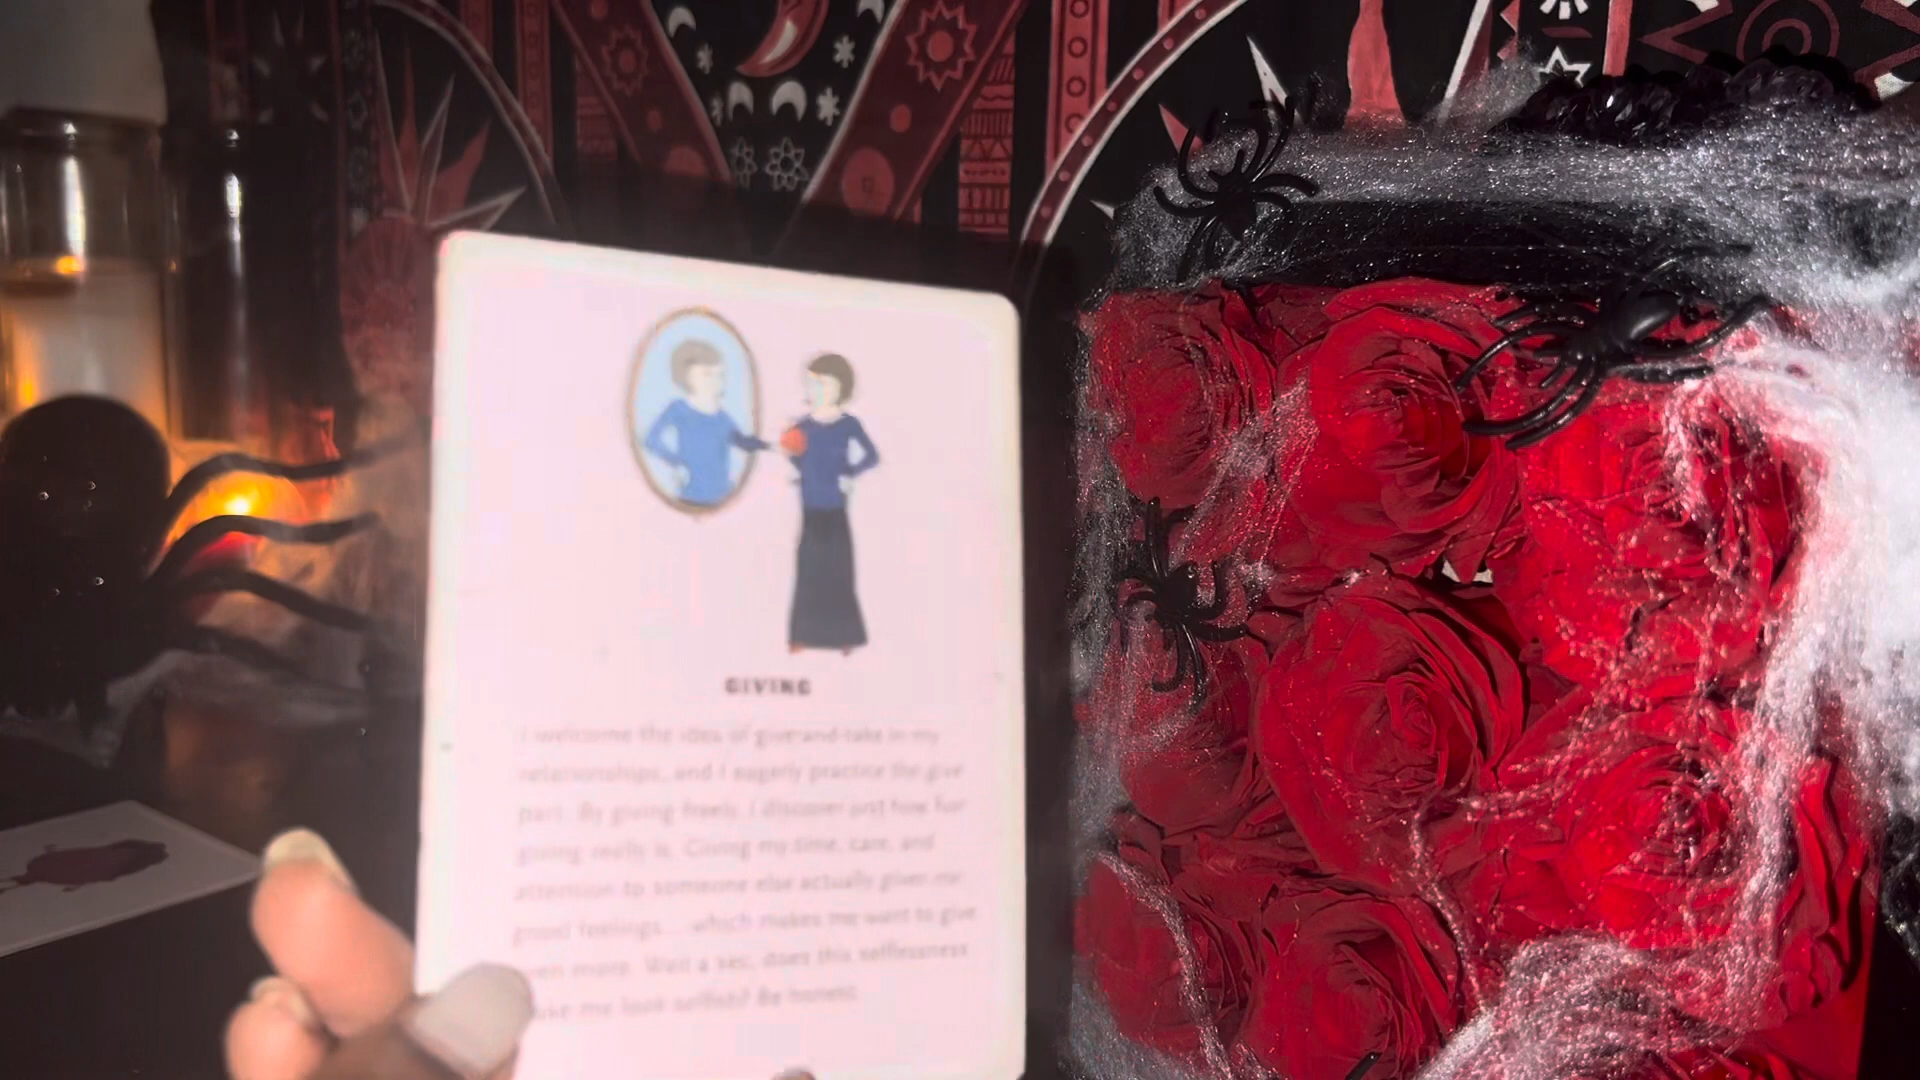 GIVING
I welcome the idea of give-and-take in my
relationships, and I eagerly practice the give
part. By giving freely, I discover just how fun
giving really is. Giving my time, care, and
attention to someone else actually gives me
good feelings... which makes me want to give
even more. Wait a sec, does this selflessness
make me look selfish? Be honest.